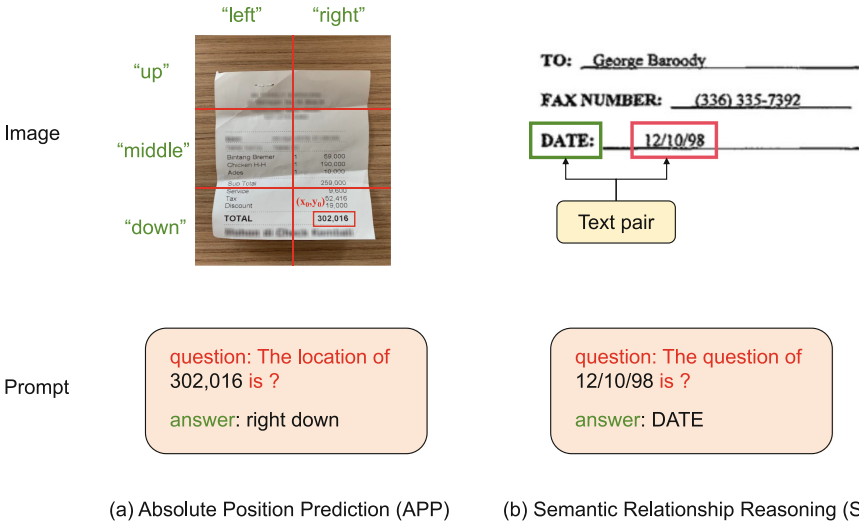 “left” “right”
“up”
Image
“middle”
“down”
Bintang Bremer 1 59,000
Chicken H-H 1 190,000
Ades 1 10,000
Sub Total 259,000
Service 9,600
Tax 52,416
Discount 19,000
(x₀,y₀)
TOTAL 302,016
TO: George Baroody
FAX NUMBER: (336) 335-7392
DATE: 12/10/98
Text pair
Prompt
question: The location of
302,016 is ?
answer: right down
question: The question of
12/10/98 is ?
answer: DATE
(a) Absolute Position Prediction (APP)
(b) Semantic Relationship Reasoning (S